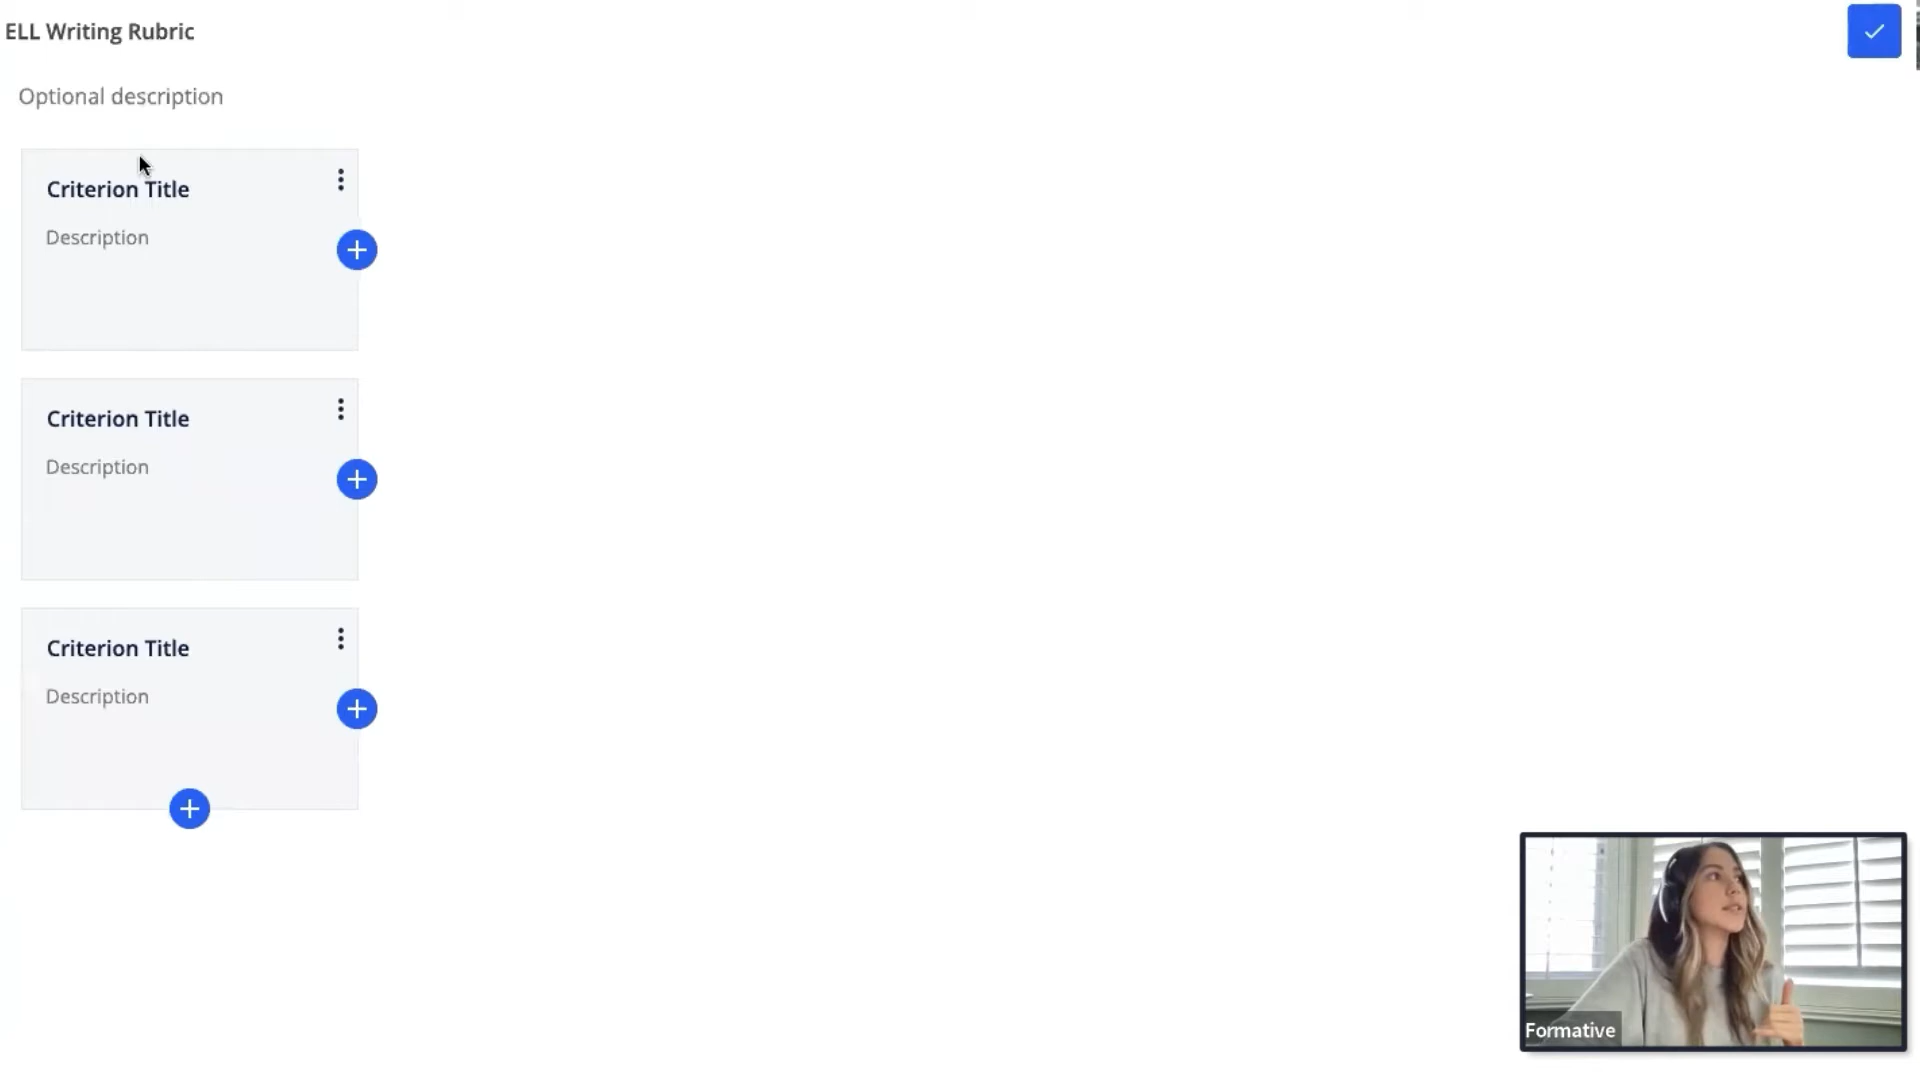 ELL Writing Rubric
Optional description
Criterion Title
Description
Criterion Title
Description
Criterion Title
Description
Formative